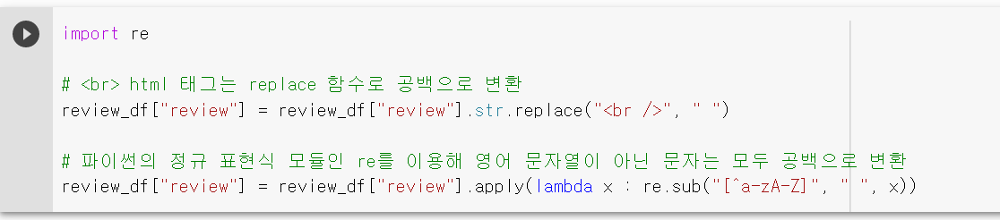 import re
# <br> html 태그는 replace 함수로 공백으로 변환
review_df["review"] = review_df["review"].str.replace("<br />", " ")
# 파이썬의 정규 표현식 모듈인 re를 이용해 영어 문자열이 아닌 문자는 모두 공백으로 변환
review_df["review"] = review_df["review"].apply(lambda x : re.sub("[^a-zA-Z]", " ", x))